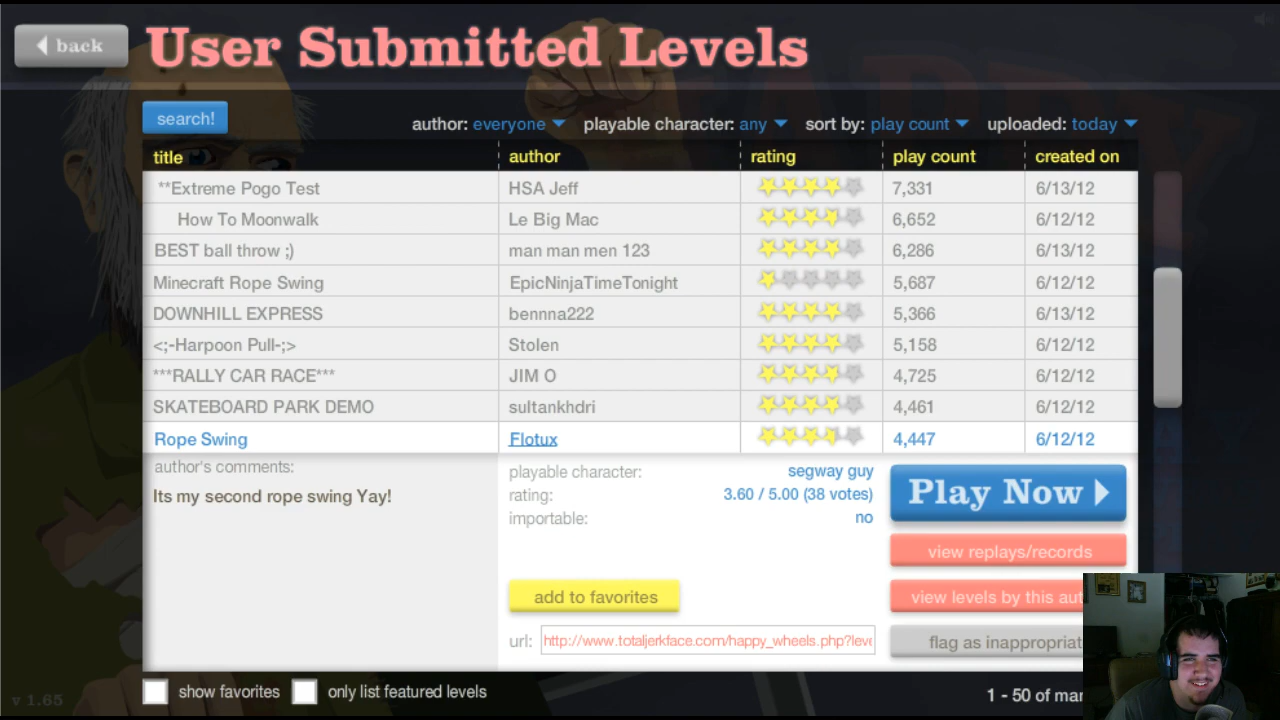 back
User Submitted Levels
search!
author: everyone playable character: any sort by: play count uploaded: today
title author rating play count created on
**Extreme Pogo Test HSA Jeff 7,331 6/13/12
How To Moonwalk Le Big Mac 6,652 6/12/12
BEST ball throw ;) man man men 123 6,286 6/13/12
Minecraft Rope Swing EpicNinjaTimeTonight 5,687 6/12/12
DOWNHILL EXPRESS bennna222 5,366 6/13/12
<;-Harpoon Pull-;> Stolen 5,158 6/12/12
***RALLY CAR RACE*** JIM O 4,725 6/12/12
SKATEBOARD PARK DEMO sultankhdri 4,461 6/12/12
Rope Swing Flotux 4,447 6/12/12
author's comments:
Its my second rope swing Yay!
playable character: segway guy
rating: 3.60 / 5.00 (38 votes)
importable: no
Play Now
view replays/records
add to favorites
view levels by this aut
url: http://www.totaljerkface.com/happy_wheels.php?leve
flag as inappropriat
show favorites only list featured levels
1 - 50 of mar
v 1.65